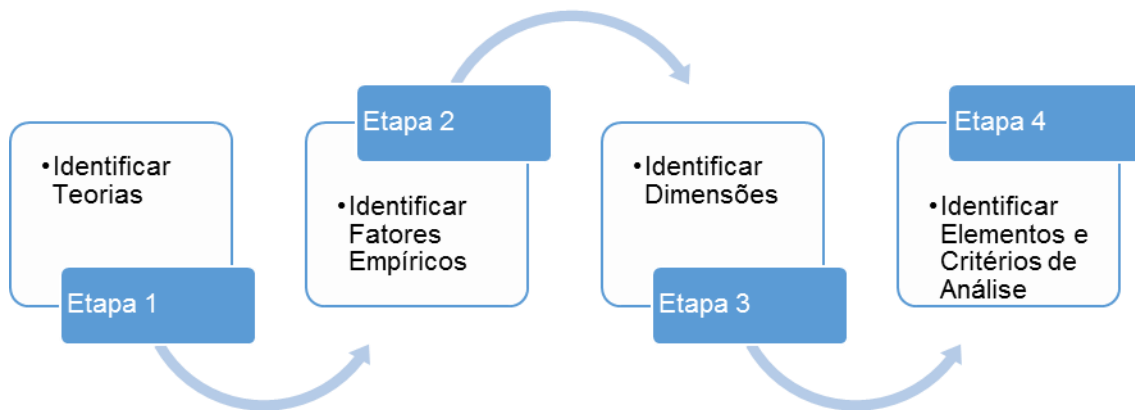 •Identificar
Teorias
Etapa 1
Etapa 2
•Identificar
Fatores
Empíricos
•Identificar
Dimensões
Etapa 3
Etapa 4
•Identificar
Elementos e
Critérios de
Análise